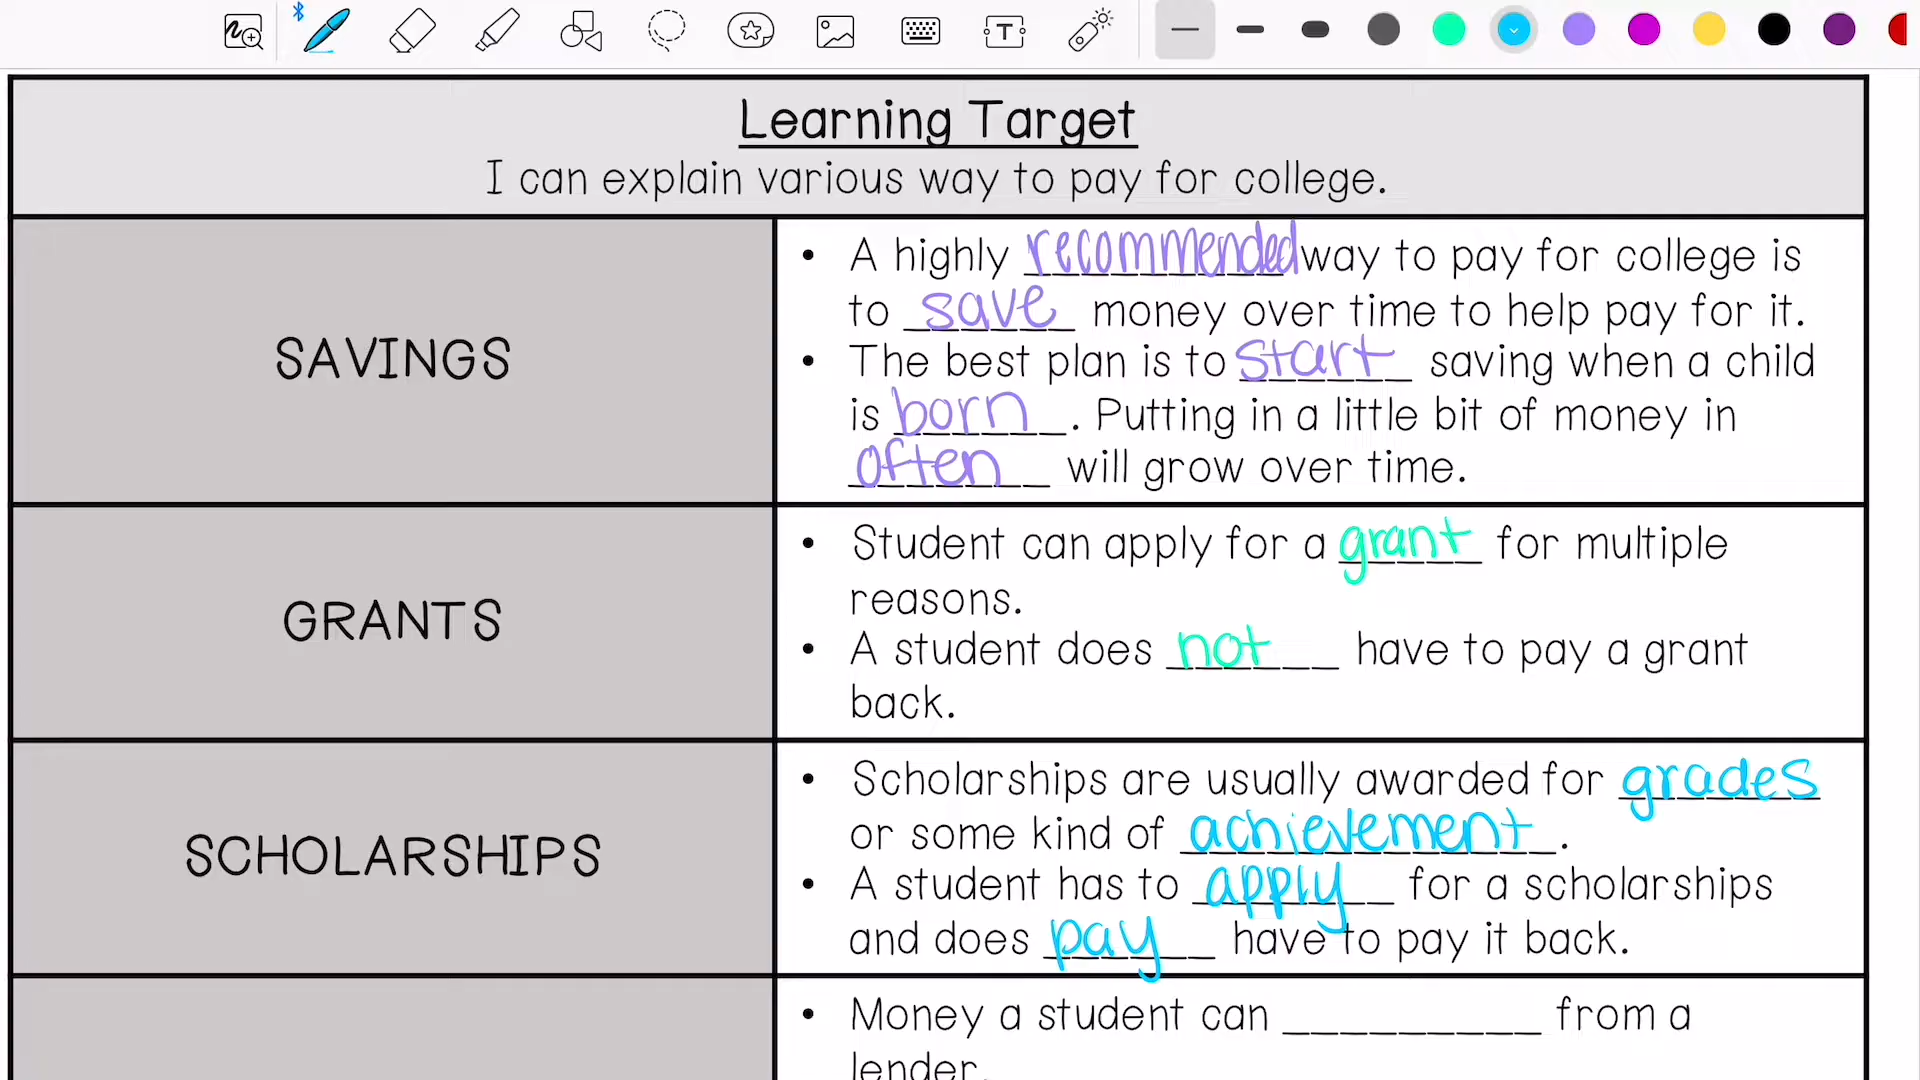 Learning Target
I can explain various way to pay for college.
SAVINGS
• A highly recommended way to pay for college is
to save money over time to help pay for it.
• The best plan is to start saving when a child
is born. Putting in a little bit of money in
often will grow over time.
GRANTS
• Student can apply for a grant for multiple
reasons.
• A student does not have to pay a grant
back.
SCHOLARSHIPS
• Scholarships are usually awarded for grades
or some kind of achievement.
• A student has to apply for a scholarships
and does pay have to pay it back.
• Money a student can _________ from a
lender.